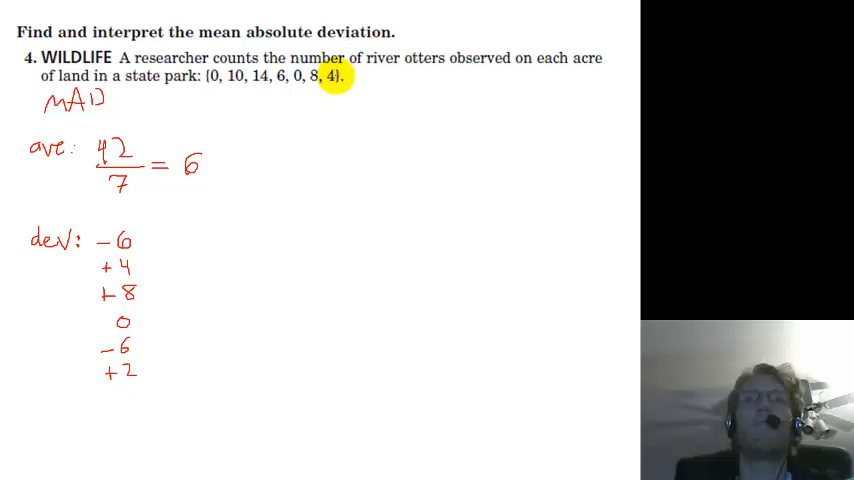 Find and interpret the mean absolute deviation.
4. WILDLIFE A researcher counts the number of river otters observed on each acre
of land in a state park: {0, 10, 14, 6, 0, 8, 4}.
MAD
ave: 42
7
= 6
dev: -6
+4
+8
0
-6
+2